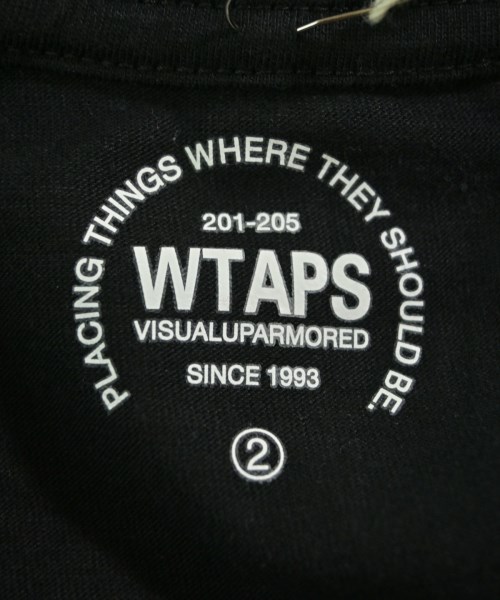 PLACING THINGS WHERE THEY SHOULD BE.
201-205
WTAPS
VISUALUPARMORED
SINCE 1993
2